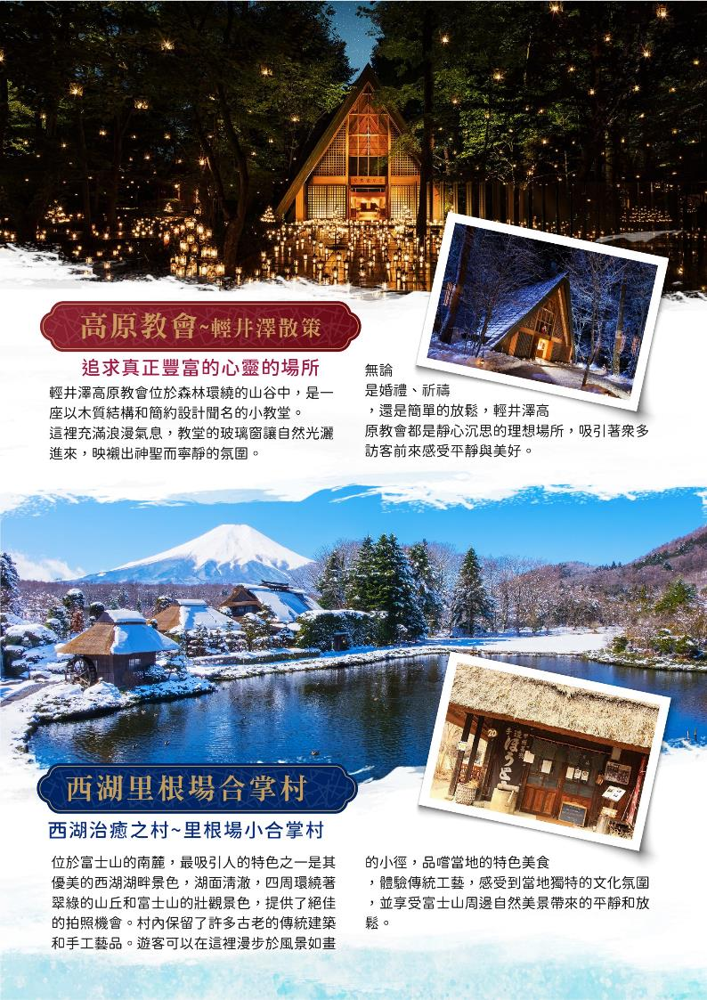 高原教會~輕井澤散策
追求真正豐富的心靈的場所
輕井澤高原教會位於森林環繞的山谷中，是一
座以木質結構和簡約設計聞名的小教堂。
這裡充滿浪漫氣息，教堂的玻璃窗讓自然光灑
進來，映襯出神聖而寧靜的氛圍。
無論
是婚禮、祈禱
，還是簡單的放鬆，輕井澤高
原教會都是靜心沉思的理想場所，吸引著眾多
訪客前來感受平靜與美好。
20
ほうとう
西湖里根場合掌村
西湖治癒之村~里根場小合掌村
位於富士山的南麓，最吸引人的特色之一是其
優美的西湖湖畔景色，湖面清澈，四周環繞著
翠綠的山丘和富士山的壯觀景色，提供了絕佳
的拍照機會。村內保留了許多古老的傳統建築
和手工藝品。遊客可以在這裡漫步於風景如畫
的小徑，品嚐當地的特色美食
，體驗傳統工藝，感受到當地獨特的文化氛圍
，並享受富士山周邊自然美景帶來的平靜和放
鬆。